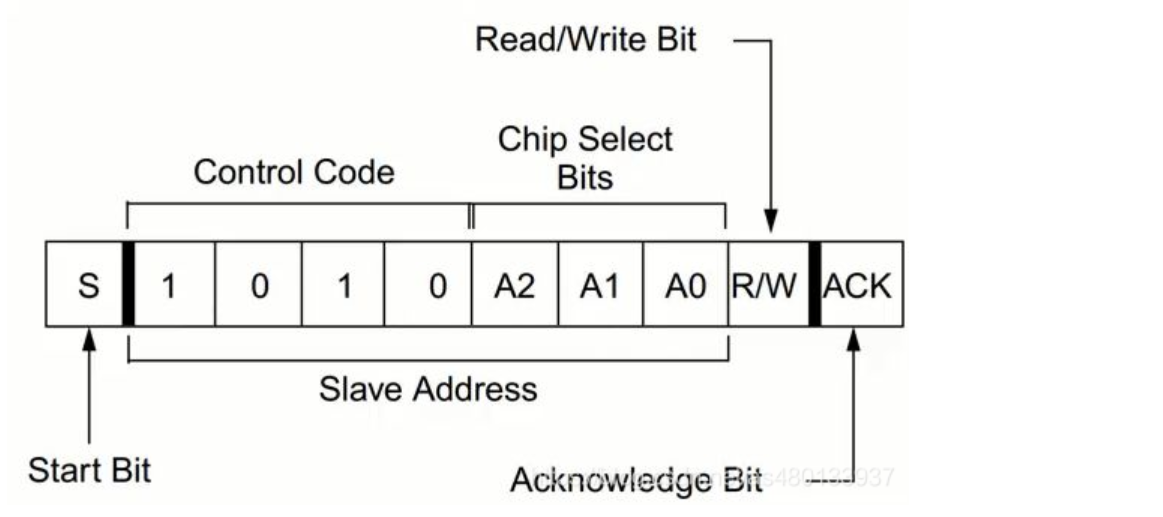 Read/Write Bit
Chip Select
Bits
Control Code
S 1 0 1 0 A2 A1 A0 R/W ACK
Slave Address
Start Bit
Acknowledge Bit